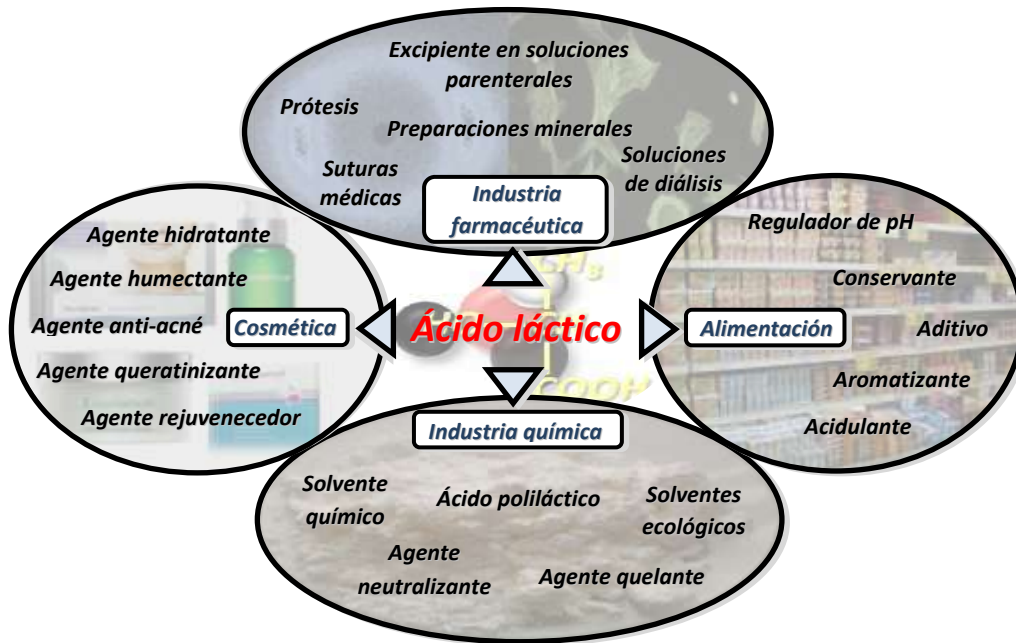 Excipiente en soluciones
parenterales
Prótesis
Preparaciones minerales
Suturas
médicas
Soluciones
de diálisis
Industria
farmacéutica
Agente hidratante
Agente humectante
Agente anti-acné
Agente queratinizante
Agente rejuvenecedor
Cosmética
Ácido láctico
CH3
COOH
Alimentación
Regulador de pH
Conservante
Aditivo
Aromatizante
Acidulante
Industria química
Solvente
químico
Ácido poliláctico
Solventes
ecológicos
Agente
neutralizante
Agente quelante